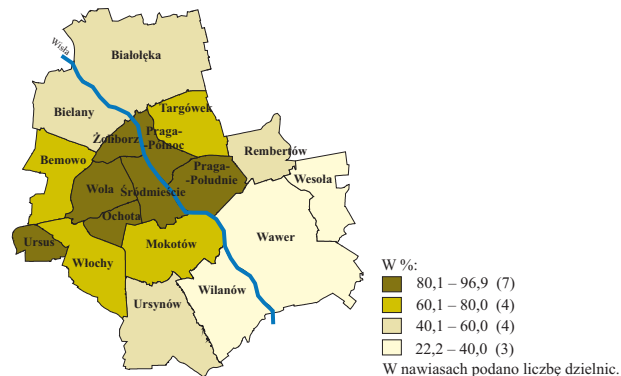 Wisła
Białołęka
Bielany
Targówek
Żoliborz
Praga-
-Północ
Bemowo
Rembertów
Wesoła
Praga-
-Południe
Wola
Śródmieście
Ochota
Ursus
Włochy
Mokotów
Wawer
Wilanów
Ursynów
W %:
80,1 – 96,9 (7)
60,1 – 80,0 (4)
40,1 – 60,0 (4)
22,2 – 40,0 (3)
W nawiasach podano liczbę dzielnic.